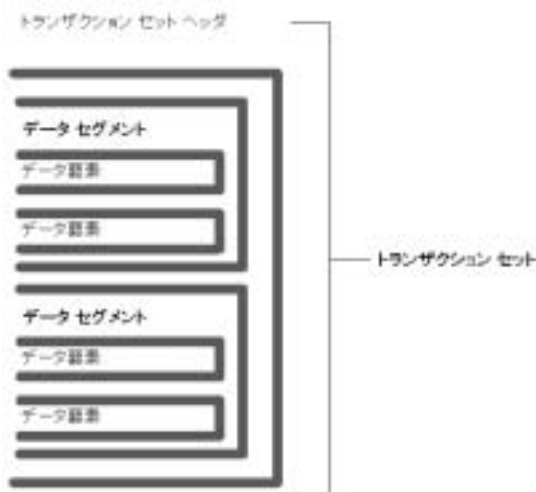 トランザクション セット ヘッダ
データ セグメント
データ要素
データ要素
トランザクション セット
データ セグメント
データ要素
データ要素